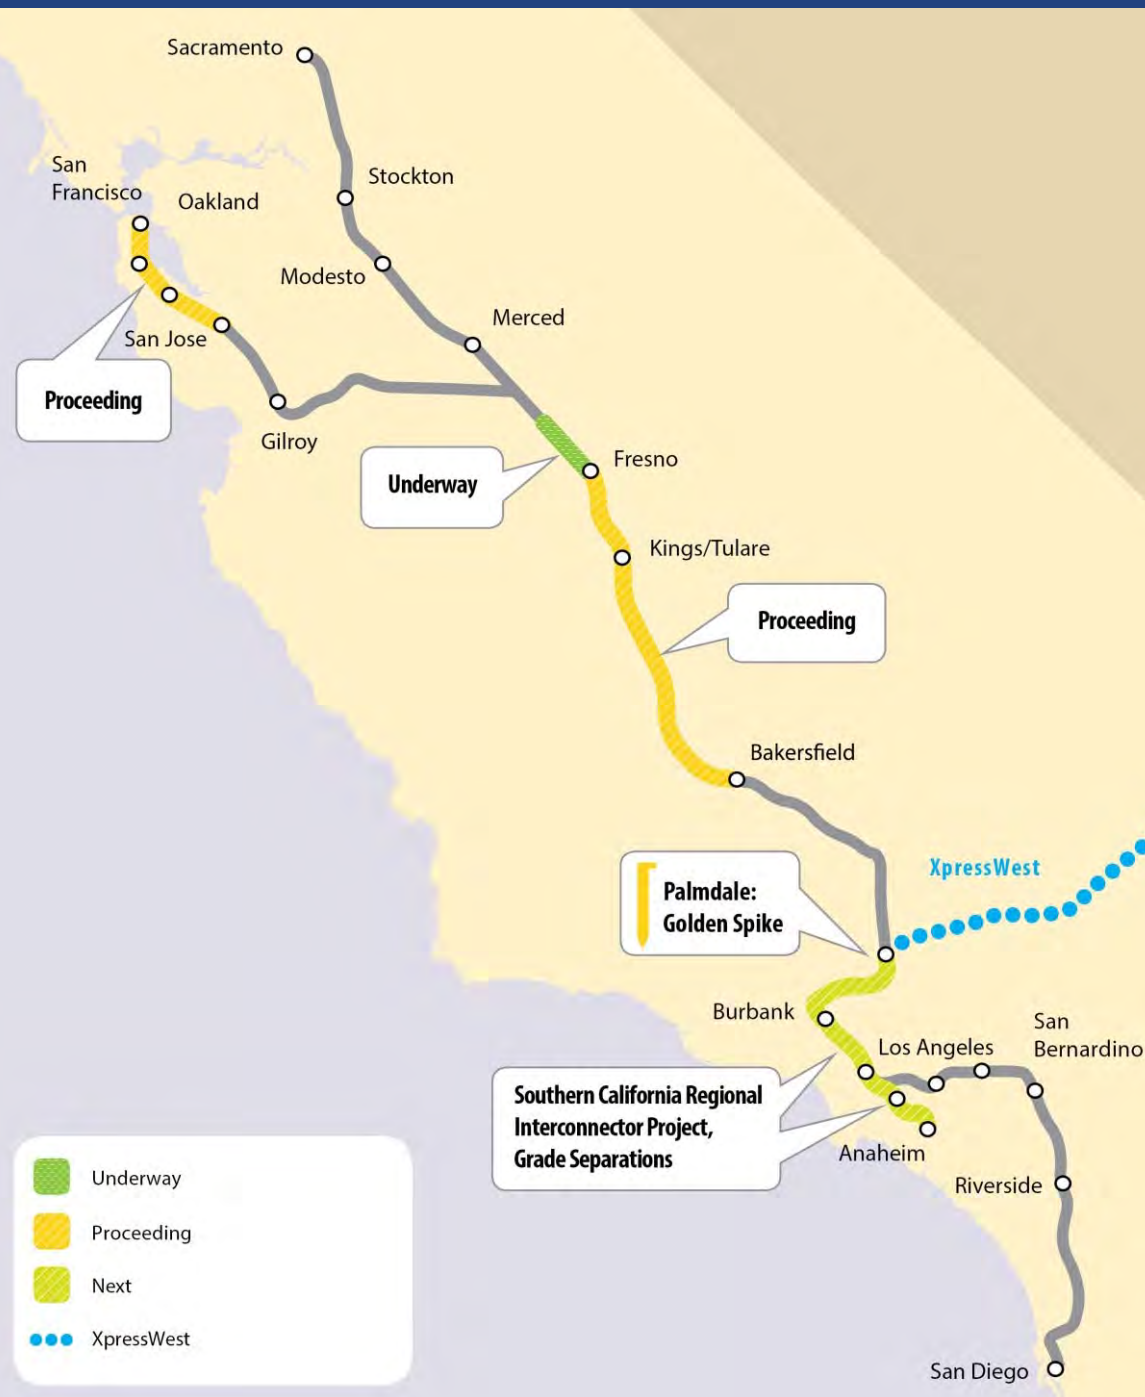 Sacramento
San
Francisco
Oakland
Stockton
Modesto
Merced
San Jose
Proceeding
Gilroy
Fresno
Underway
Kings/Tulare
Proceeding
Bakersfield
XpressWest
Palmdale:
Golden Spike
Burbank
Los Angeles
San
Bernardino
Southern California Regional
Interconnector Project,
Grade Separations
Anaheim
Riverside
San Diego
Underway
Proceeding
Next
XpressWest